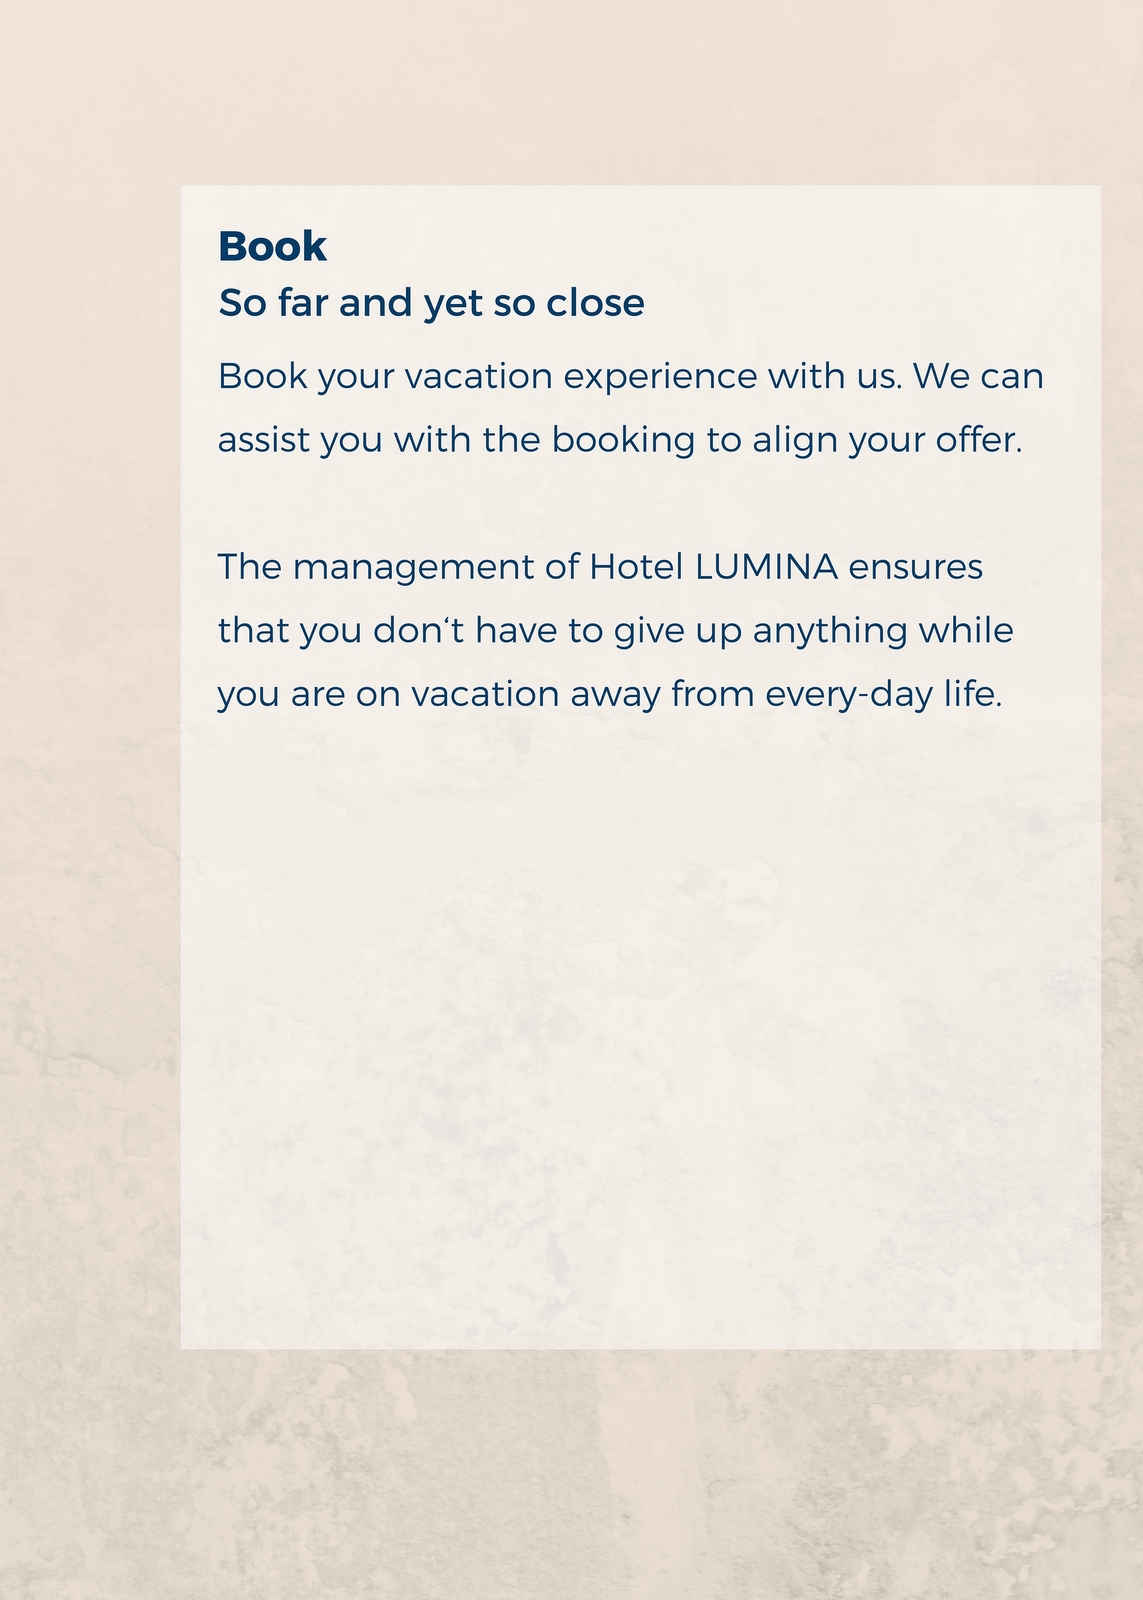 Book
So far and yet so close
Book your vacation experience with us. We can
assist you with the booking to align your offer.
The management of Hotel LUMINA ensures
that you don‘t have to give up anything while
you are on vacation away from every-day life.